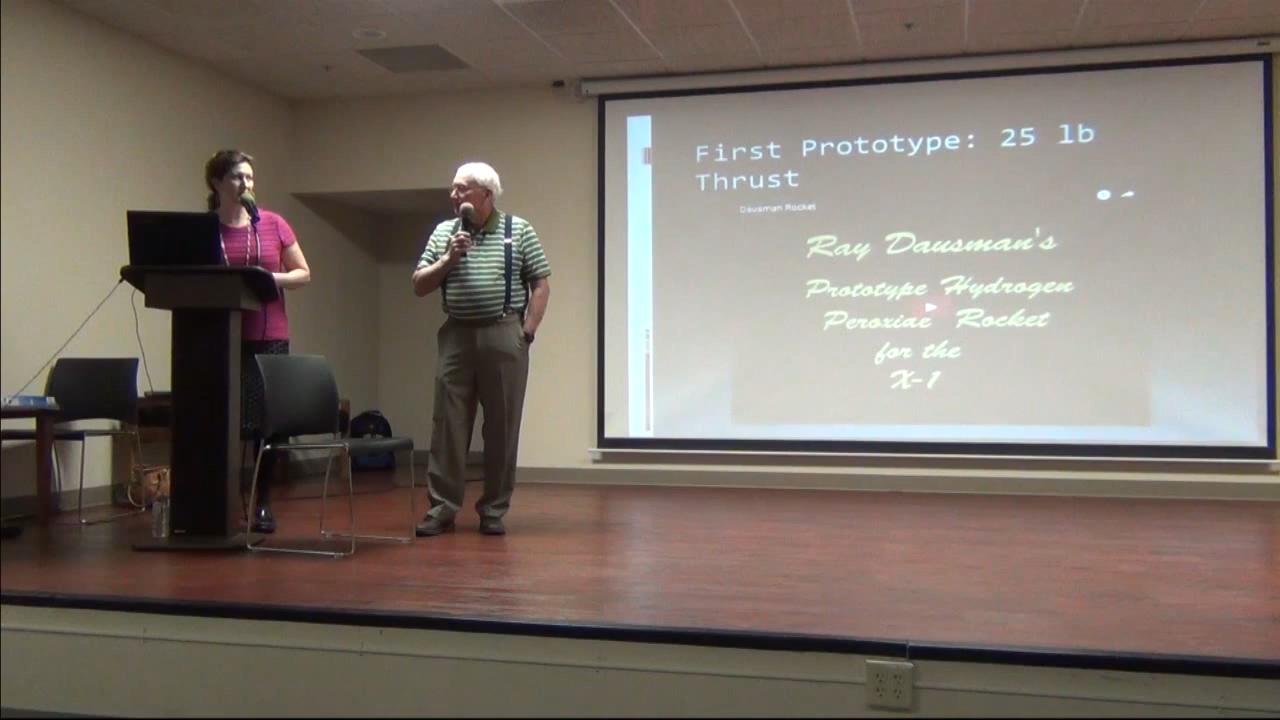 First Prototype: 25 lb
Thrust
Dausman Rocket
Ray Dausman's
Prototype Hydrogen
Peroxide Rocket
for the
X-1